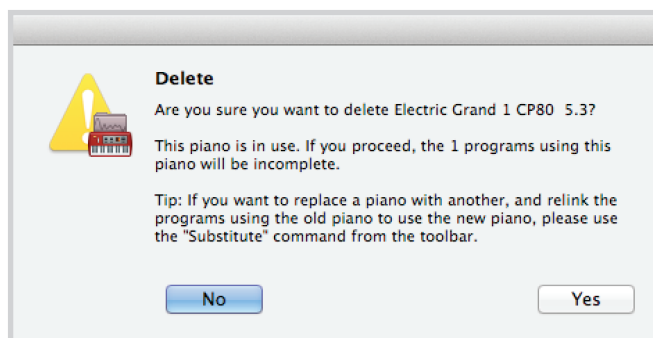 Delete
Are you sure you want to delete Electric Grand 1 CP80  5.3?
This piano is in use. If you proceed, the 1 programs using this
piano will be incomplete.
Tip: If you want to replace a piano with another, and relink the
programs using the old piano to use the new piano, please use
the "Substitute" command from the toolbar.
No
Yes